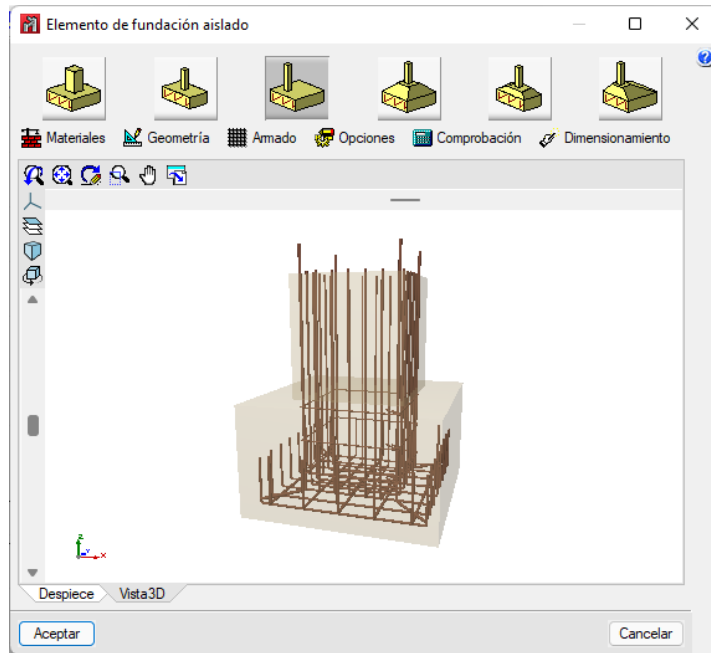 Elemento de fundación aislado
Materiales Geometría Armado Opciones Comprobación Dimensionamiento
Z
Y
X
Despiece Vista3D
Aceptar Cancelar